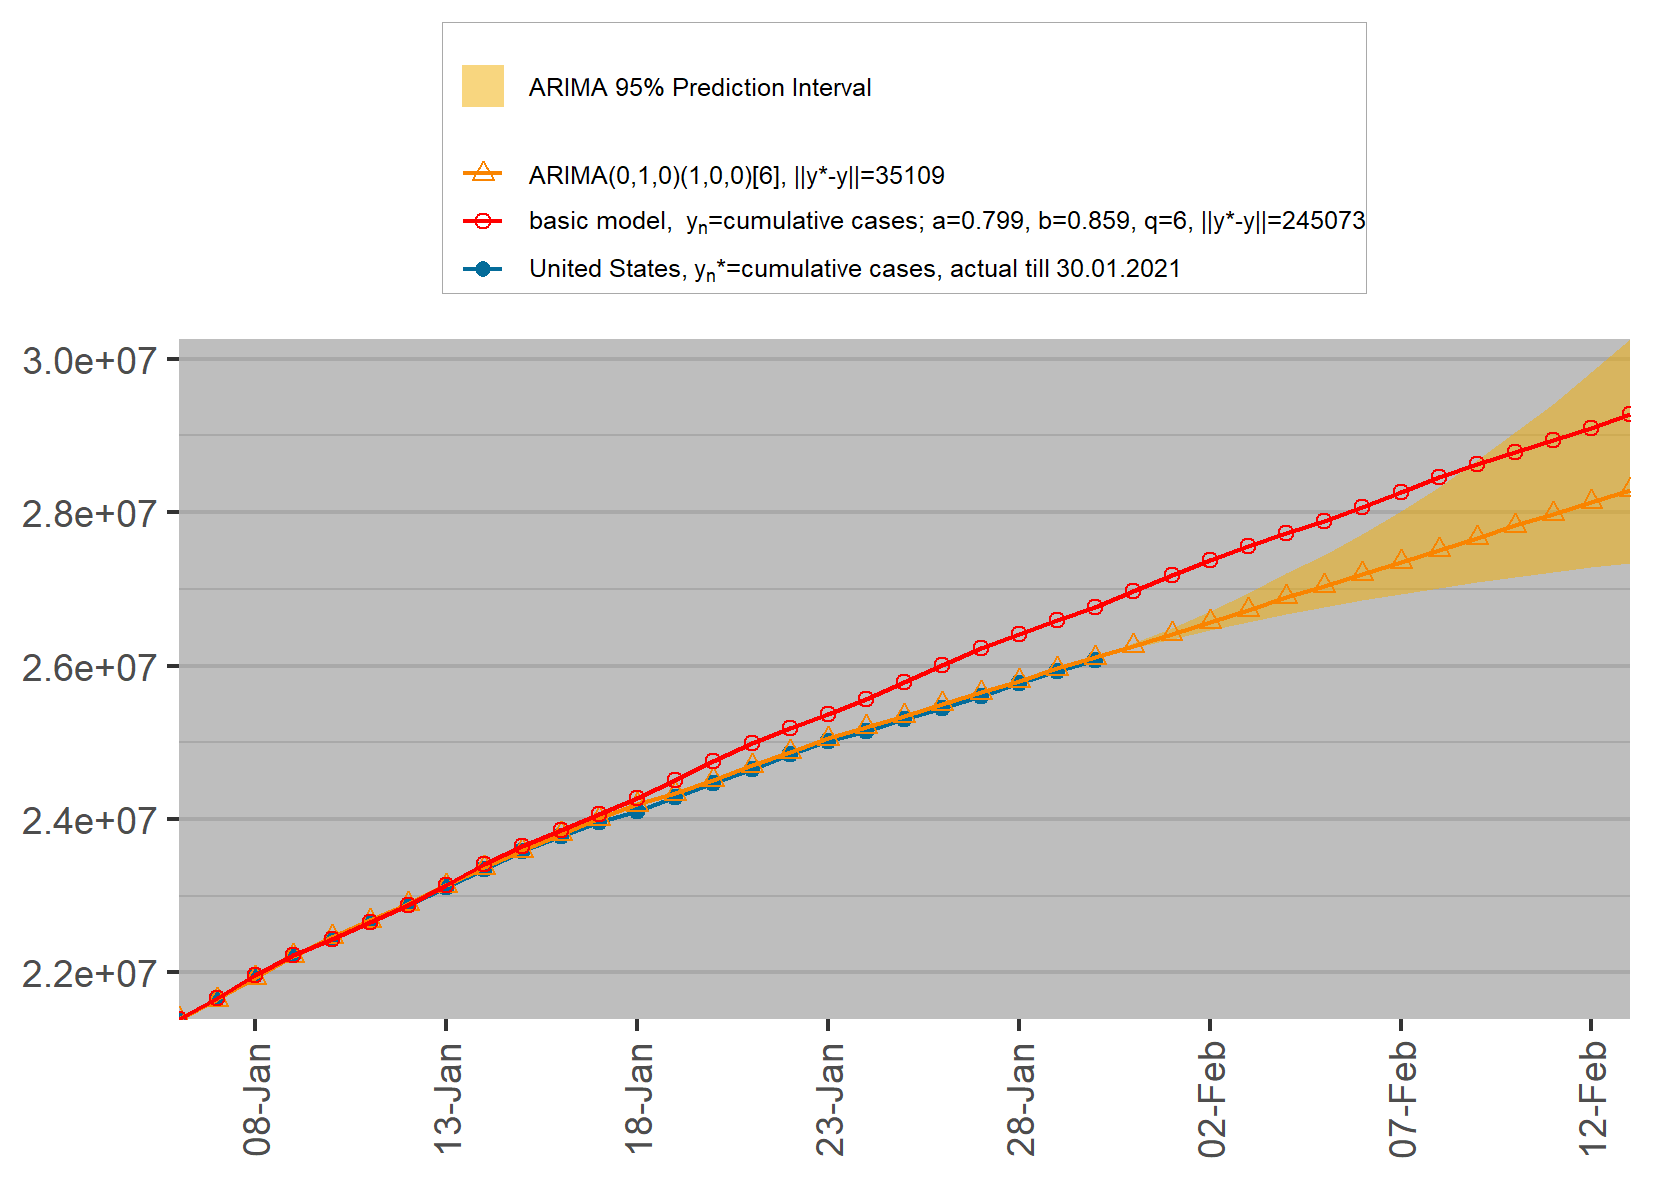 ARIMA 95% Prediction Interval
ARIMA(0,1,0)(1,0,0)[6], ||y*-y||=35109
basic model,  yn=cumulative cases; a=0.799, b=0.859, q=6, ||y*-y||=245073
United States, yn*=cumulative cases, actual till 30.01.2021
3.0e+07
2.8e+07
2.6e+07
2.4e+07
2.2e+07
08-Jan
13-Jan
18-Jan
23-Jan
28-Jan
02-Feb
07-Feb
12-Feb